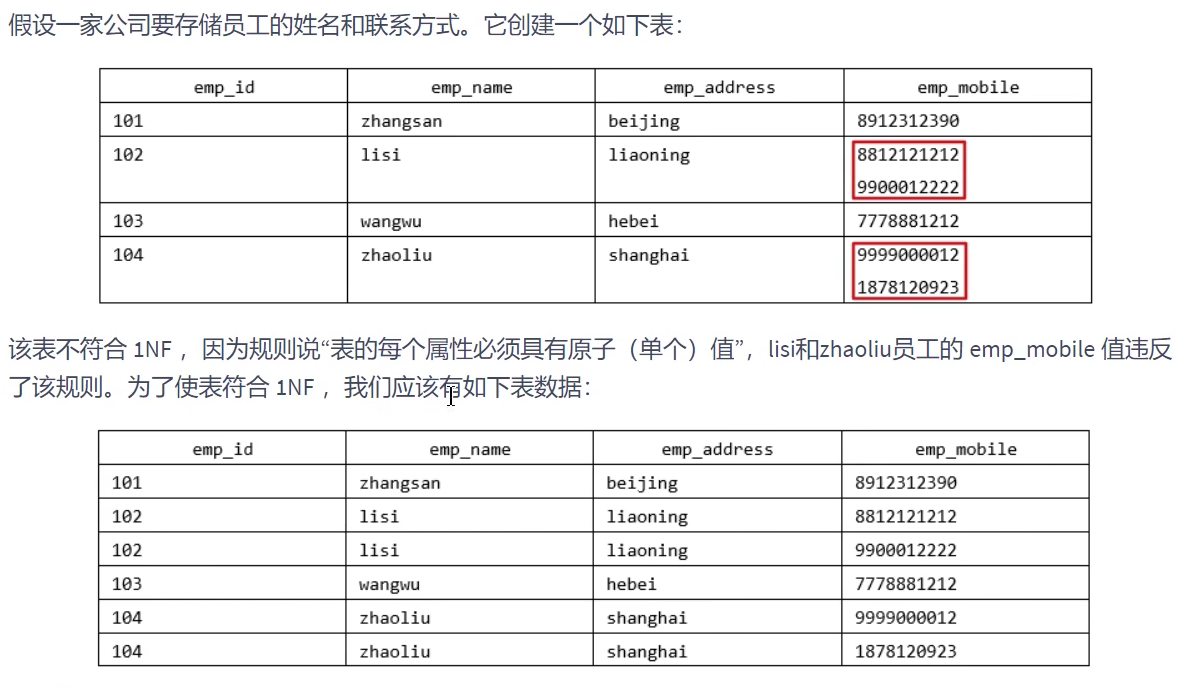 假设一家公司要存储员工的姓名和联系方式。它创建一个如下表：
emp_id emp_name emp_address emp_mobile
101 zhangsan beijing 8912312390
102 lisi liaoning 8812121212
9900012222
103 wangwu hebei 7778881212
104 zhaoliu shanghai 9999000012
1878120923
该表不符合 1NF ，因为规则说“表的每个属性必须具有原子（单个）值”，lisi和zhaoliu员工的 emp_mobile 值违反
了该规则。为了使表符合 1NF ，我们应该有如下表数据：
emp_id emp_name emp_address emp_mobile
101 zhangsan beijing 8912312390
102 lisi liaoning 8812121212
102 lisi liaoning 9900012222
103 wangwu hebei 7778881212
104 zhaoliu shanghai 9999000012
104 zhaoliu shanghai 1878120923